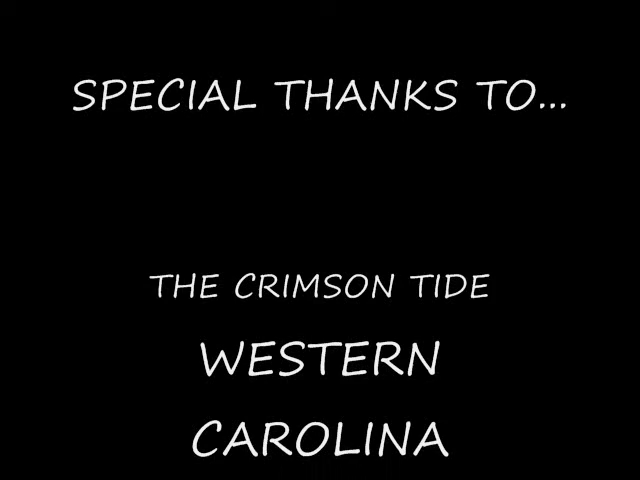 SPECIAL THANKS TO...
THE CRIMSON TIDE
WESTERN
CAROLINA